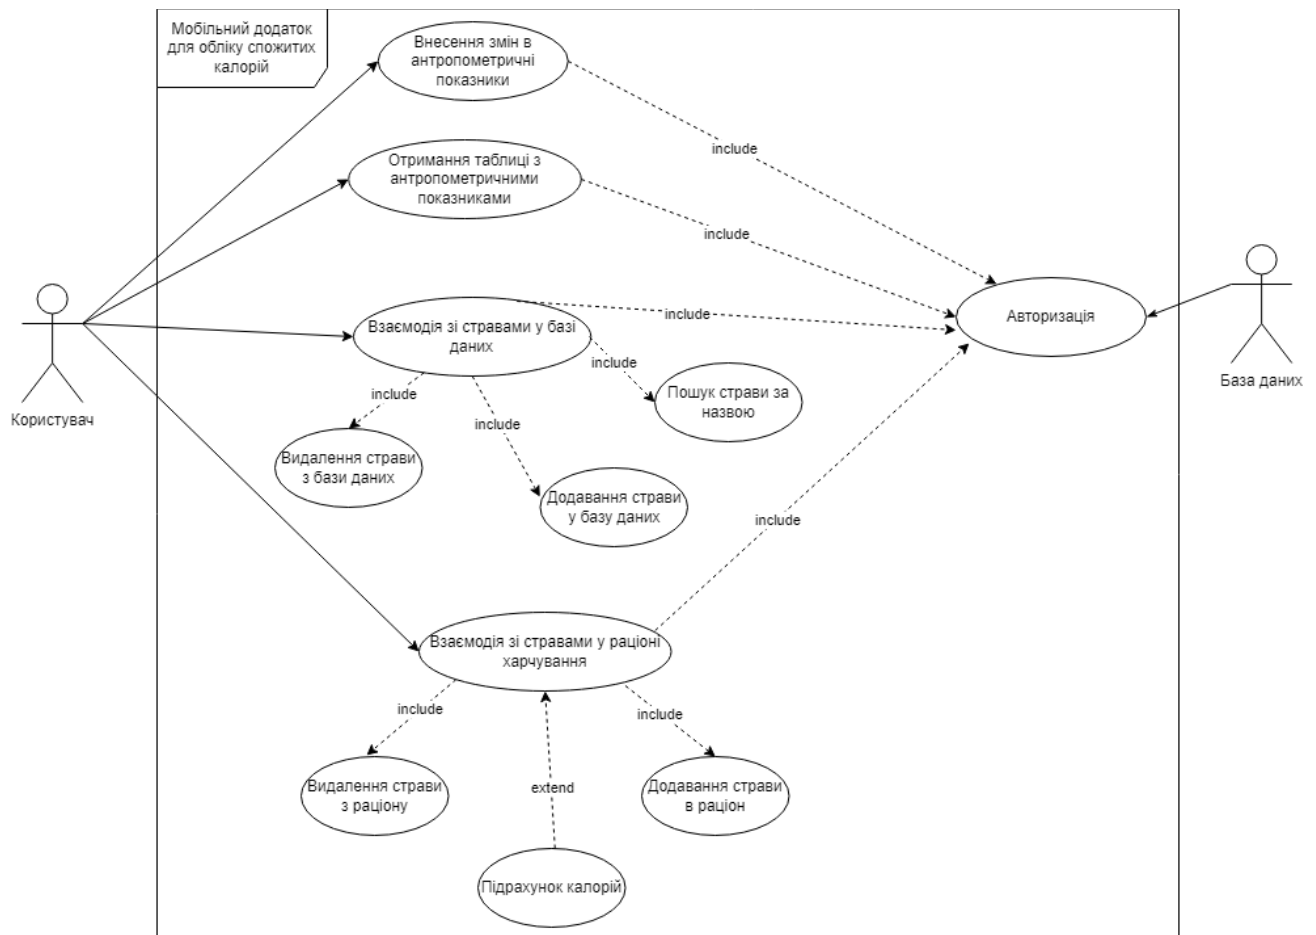 Мобільний додаток
для обліку спожитих
калорій
Внесення змін в
антропометричні
показники
include
Отримання таблиці з
антропометричними
показниками
include
Взаємодія зі стравами у базі
даних
include
Авторизація
include
Пошук страви за
назвою
include
include
База даних
Користувач
Видалення страви
з бази даних
Додавання страви
у базу даних
include
Взаємодія зі стравами у раціоні
харчування
include
include
Видалення страви
з раціону
extend
Додавання страви
в раціон
Підрахунок калорій